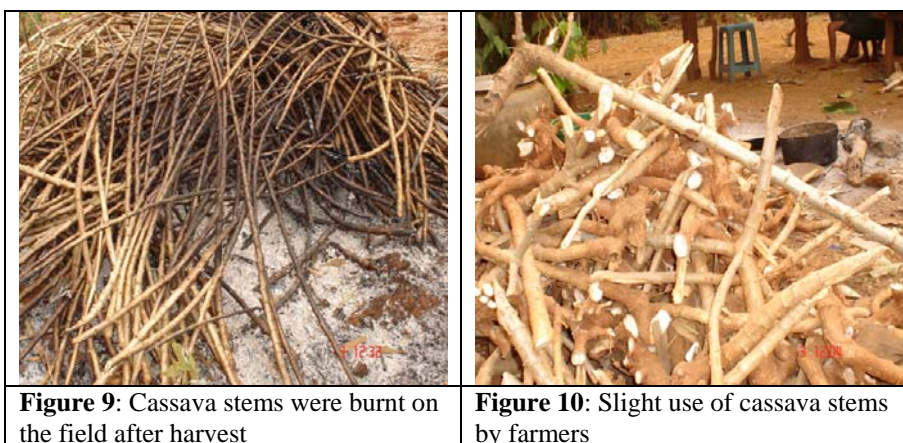 Figure 9: Cassava stems were burnt on
the field after harvest
Figure 10: Slight use of cassava stems
by farmers